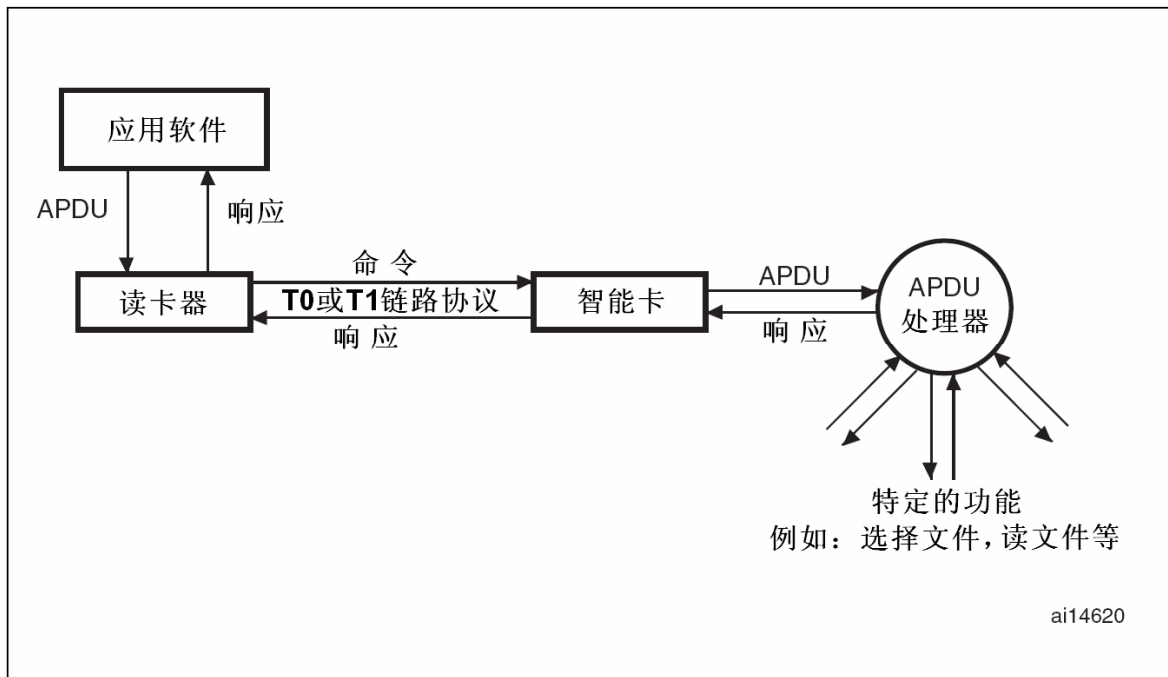 应用软件
APDU
响应
读卡器
命 令
T0或T1链路协议
响 应
智能卡
APDU
响应
APDU
处理器
特定的功能
例如：选择文件，读文件等
ai14620